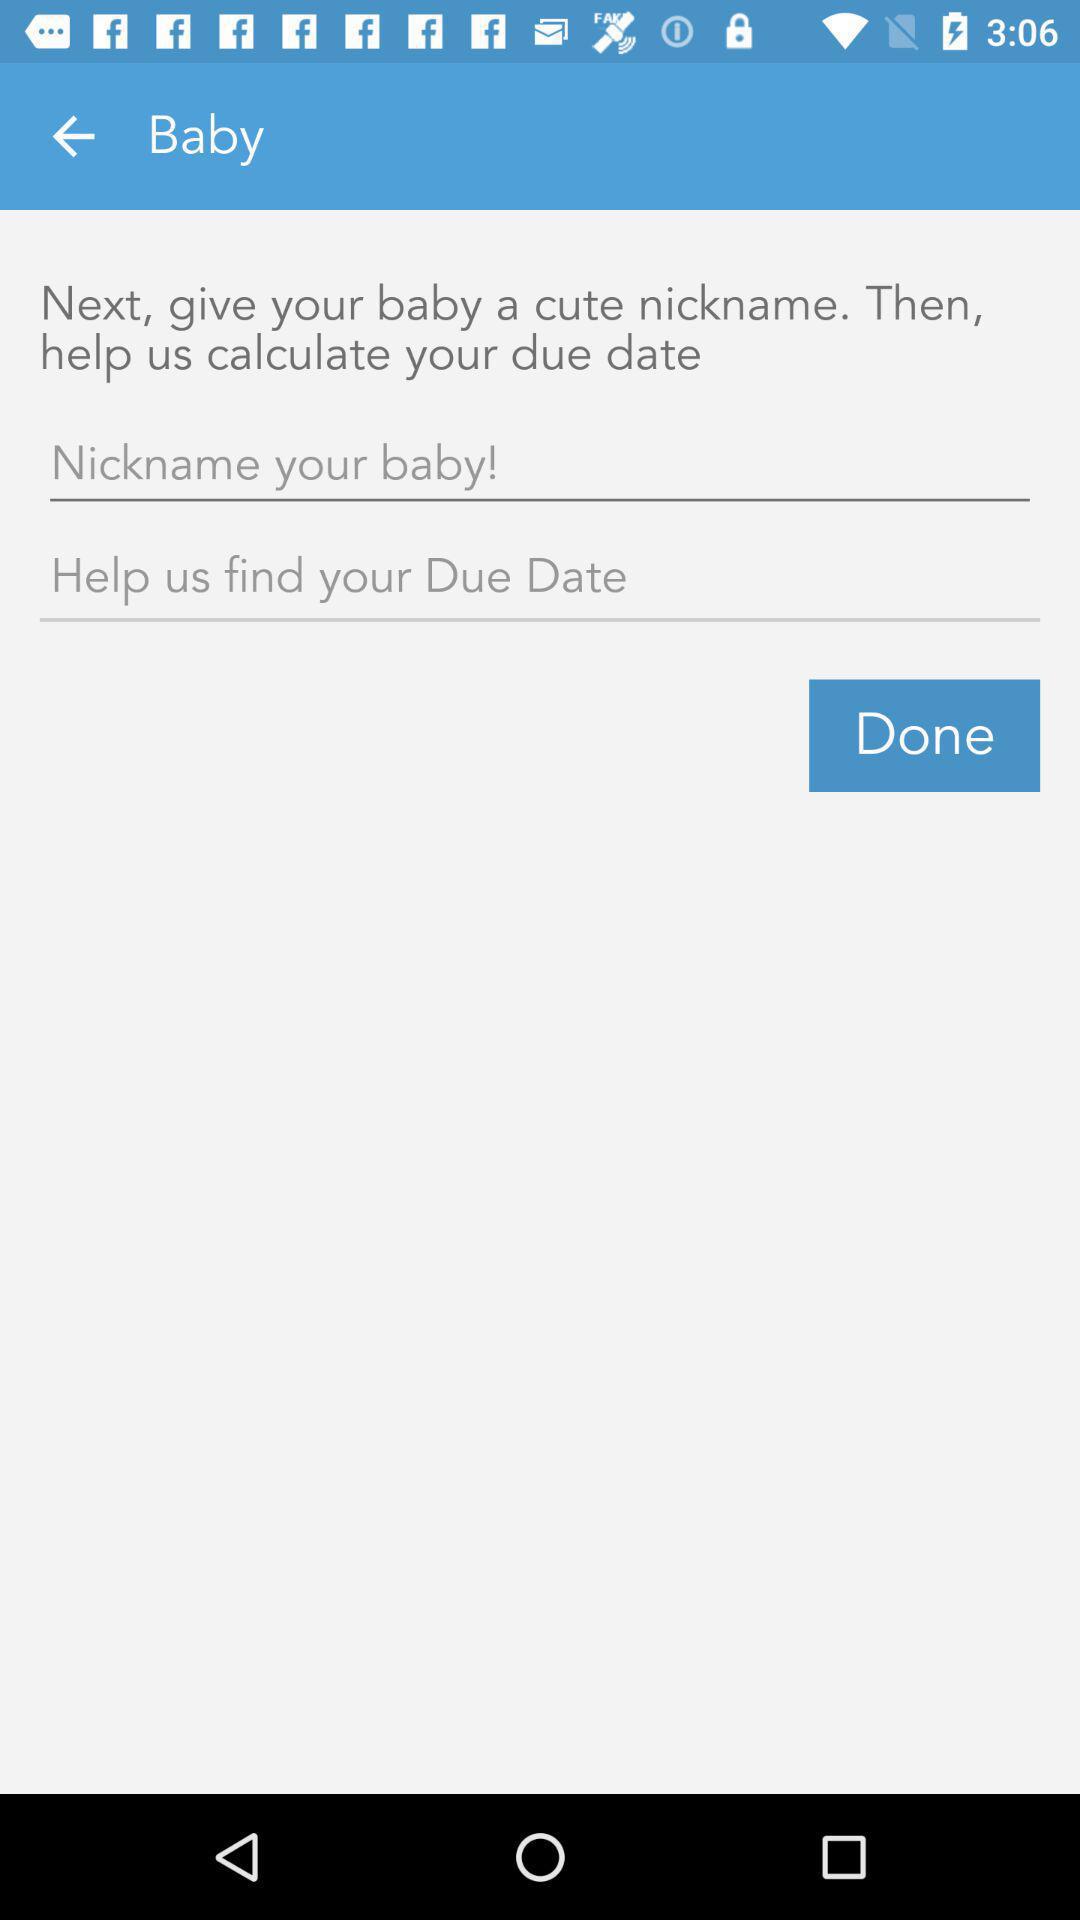 FAKE
3:06
Baby
Next, give your baby a cute nickname. Then,
help us calculate your due date
Nickname your baby!
Help us find your Due Date
Done